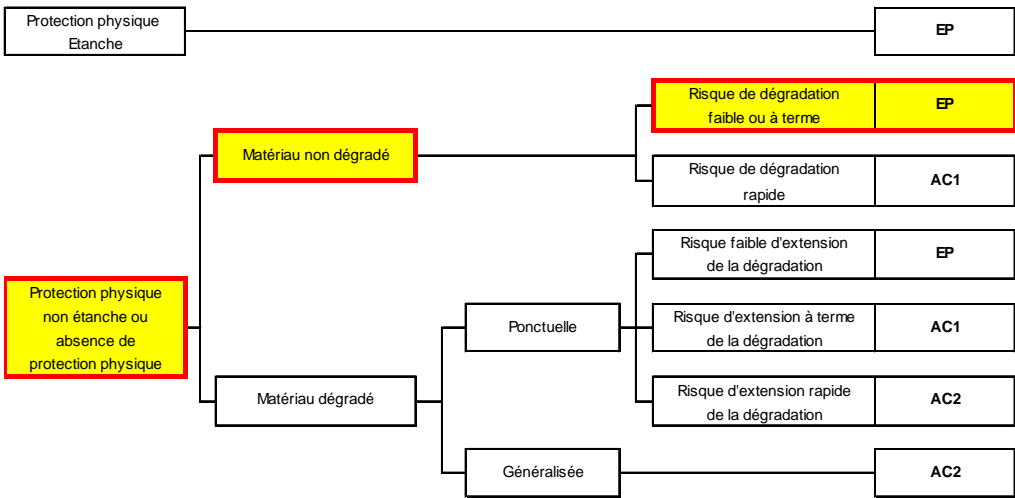 Protection physique
Etanche
EP
Risque de dégradation
faible ou à terme
EP
Matériau non dégradé
Risque de dégradation
rapide
AC1
Risque faible d'extension
de la dégradation
EP
Protection physique
non étanche ou
absence de
protection physique
Ponctuelle
Risque d'extension à terme
de la dégradation
AC1
Matériau dégradé
Risque d'extension rapide
de la dégradation
AC2
Généralisée
AC2